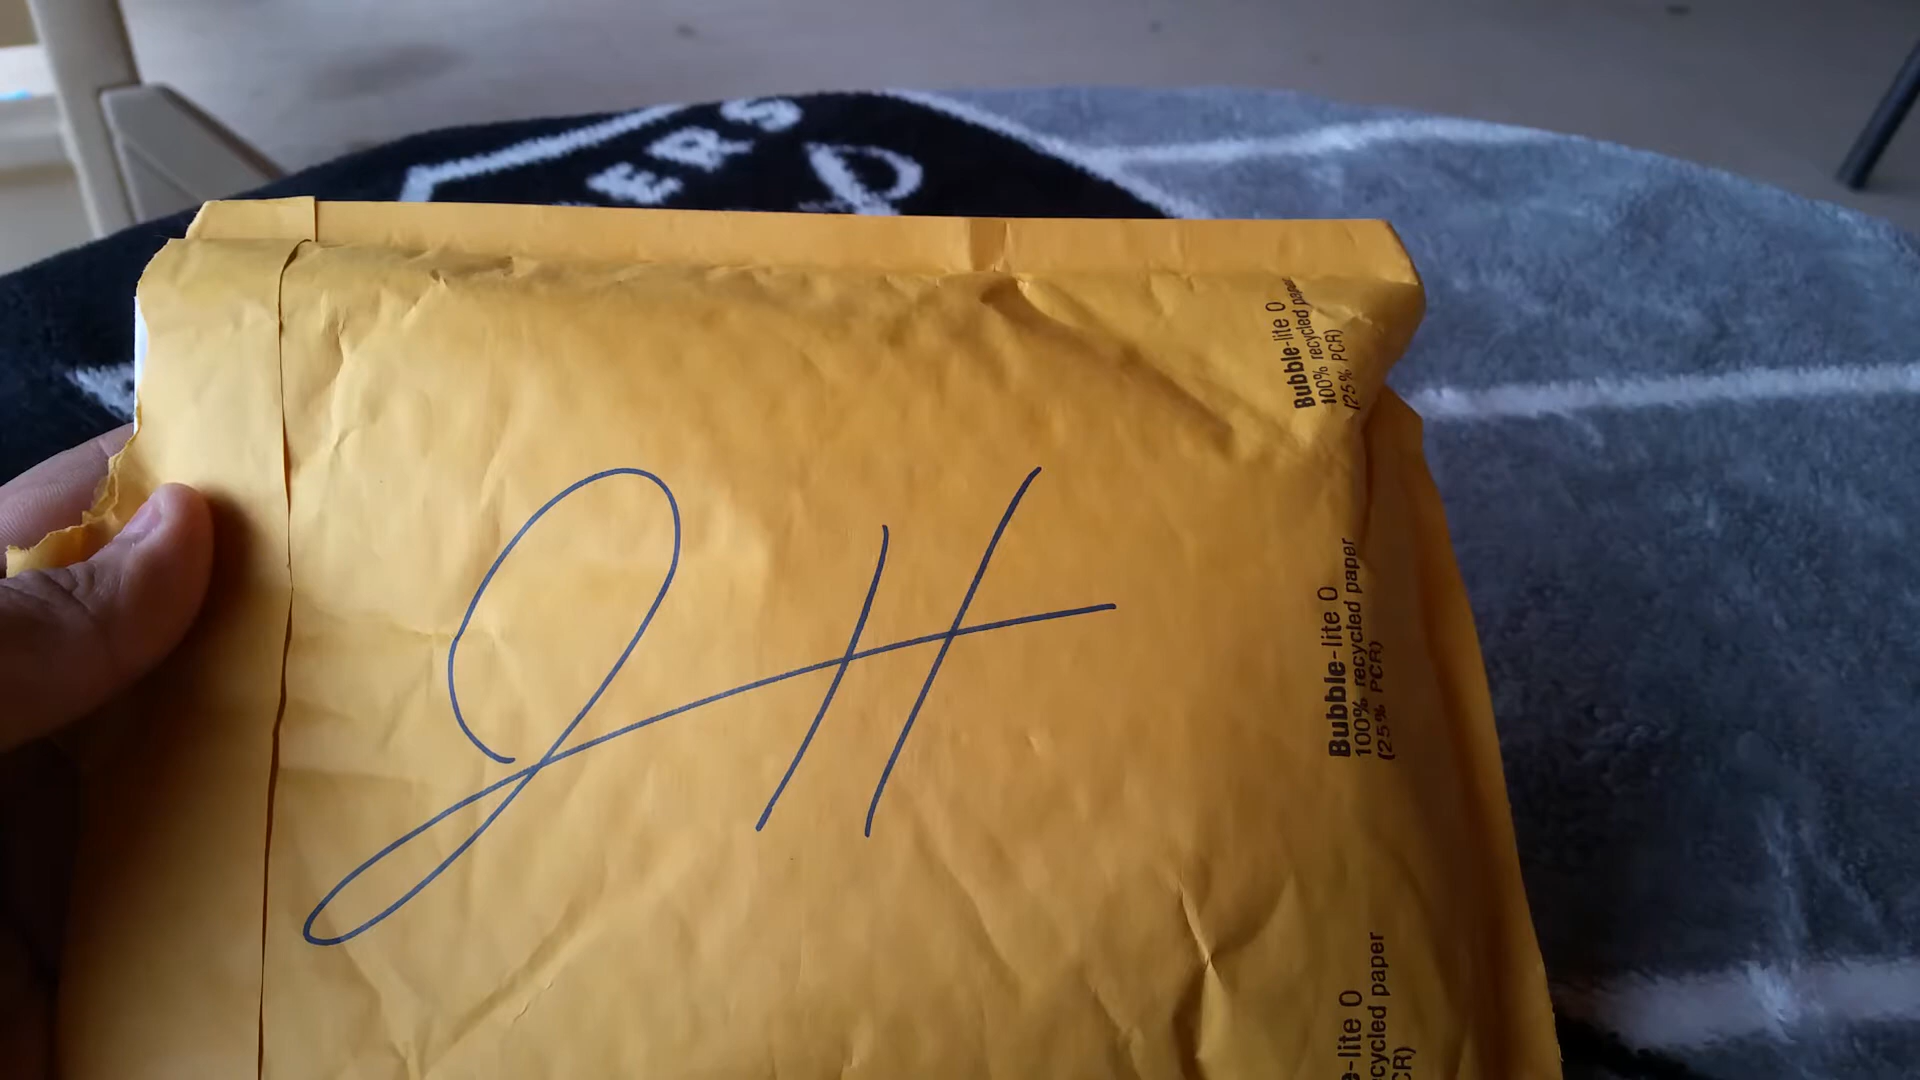 ERS
JH
Bubble-lite 0
100% recycled paper
(25% PCR)
Bubble-lite 0
100% recycled paper
(25% PCR)
e-lite 0
ecycled paper
CR)